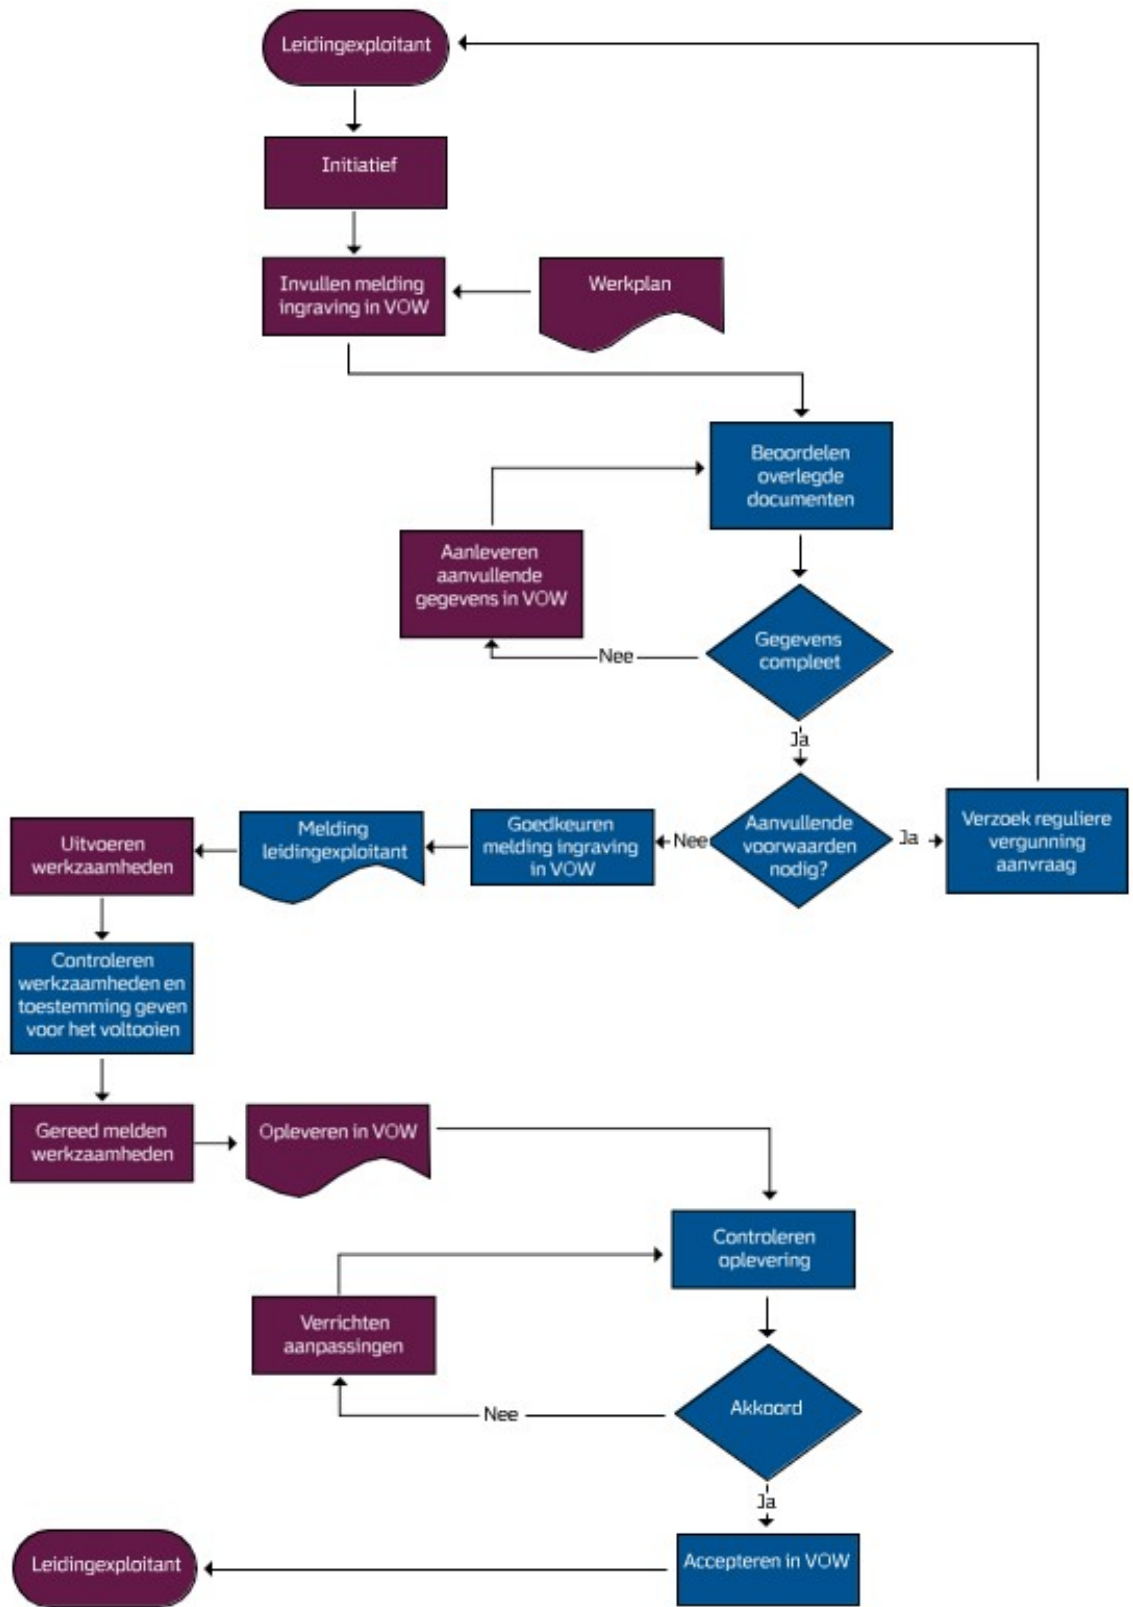 Leidingexploitant
Initiatief
Invullen melding
ingraving in VOW
Werkplan
Beoordelen
overlegde
documenten
Aanleveren
aanvullende
gegevens in VOW
Nee
Gegevens
compleet
Ja
Uitvoeren
werkzaamheden
Melding
leidingexploitant
Goedkeuren
melding ingraving
in VOW
Nee
Aanvullende
voorwaarden
nodig?
Ja
Verzoek reguliere
vergunning
aanvraag
Controleren
werkzaamheden en
toestemming geven
voor het voltooien
Gereed melden
werkzaamheden
Opleveren in VOW
Controleren
oplevering
Verrichten
aanpassingen
Nee
Akkoord
Ja
Accepteren in VOW
Leidingexploitant